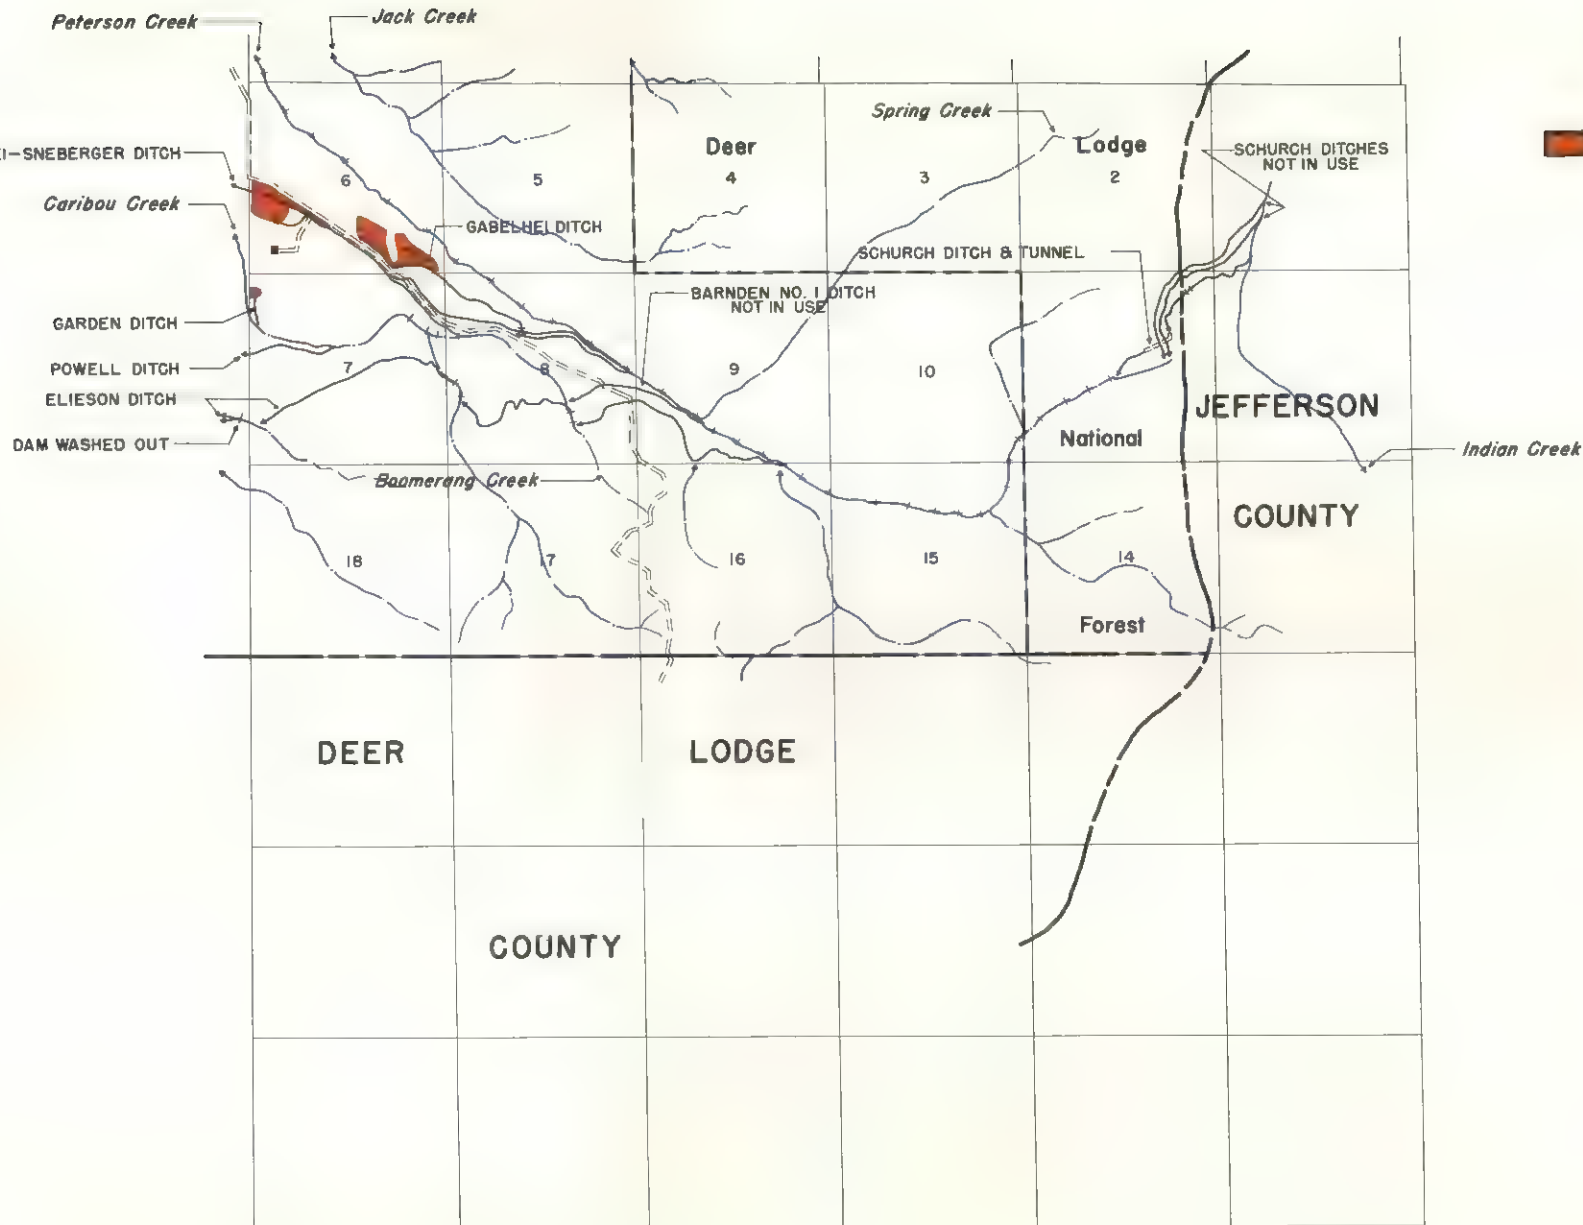 Peterson Creek
Jack Creek
Spring Creek
Deer
Lodge
SCHURCH DITCHES
NOT IN USE
-SNEBERGER DITCH
6
5
4
3
2
Caribou Creek
GABELHEI DITCH
SCHURCH DITCH & TUNNEL
BARNDEN NO. 1 DITCH
NOT IN USE
GARDEN DITCH
POWELL DITCH
7
8
9
10
ELIESON DITCH
JEFFERSON
DAM WASHED OUT
National
Indian Creek
Boomerang Creek
COUNTY
18
17
16
15
14
Forest
DEER
LODGE
COUNTY